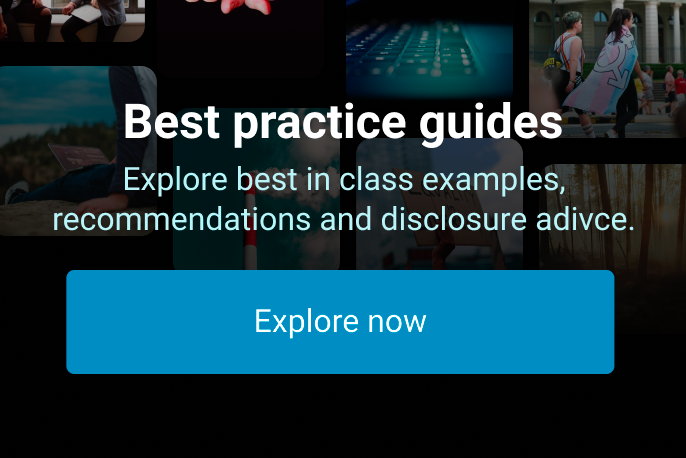 Best practice guides
Explore best in class examples,
recommendations and disclosure adivce.
Explore now